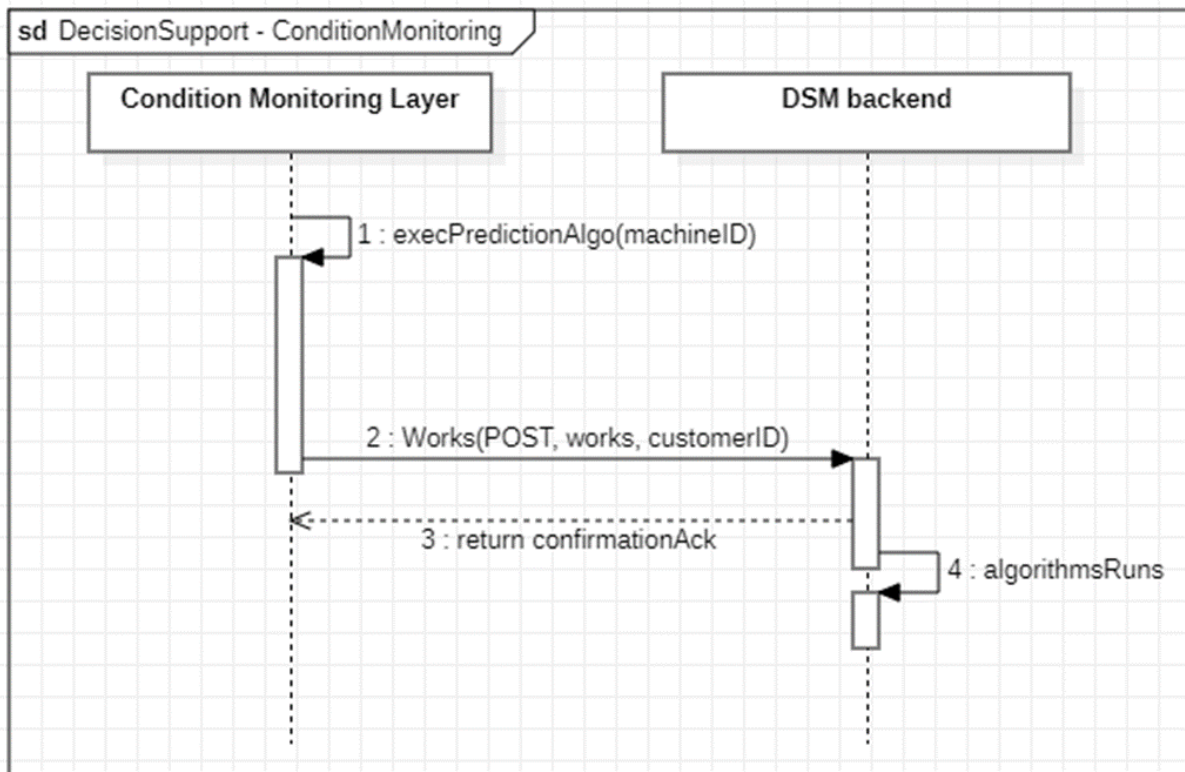 sd DecisionSupport - ConditionMonitoring
Condition Monitoring Layer
DSM backend
1 : execPredictionAlgo(machineID)
2 : Works(POST, works, customerID)
3 : return confirmationAck
4 : algorithmsRuns